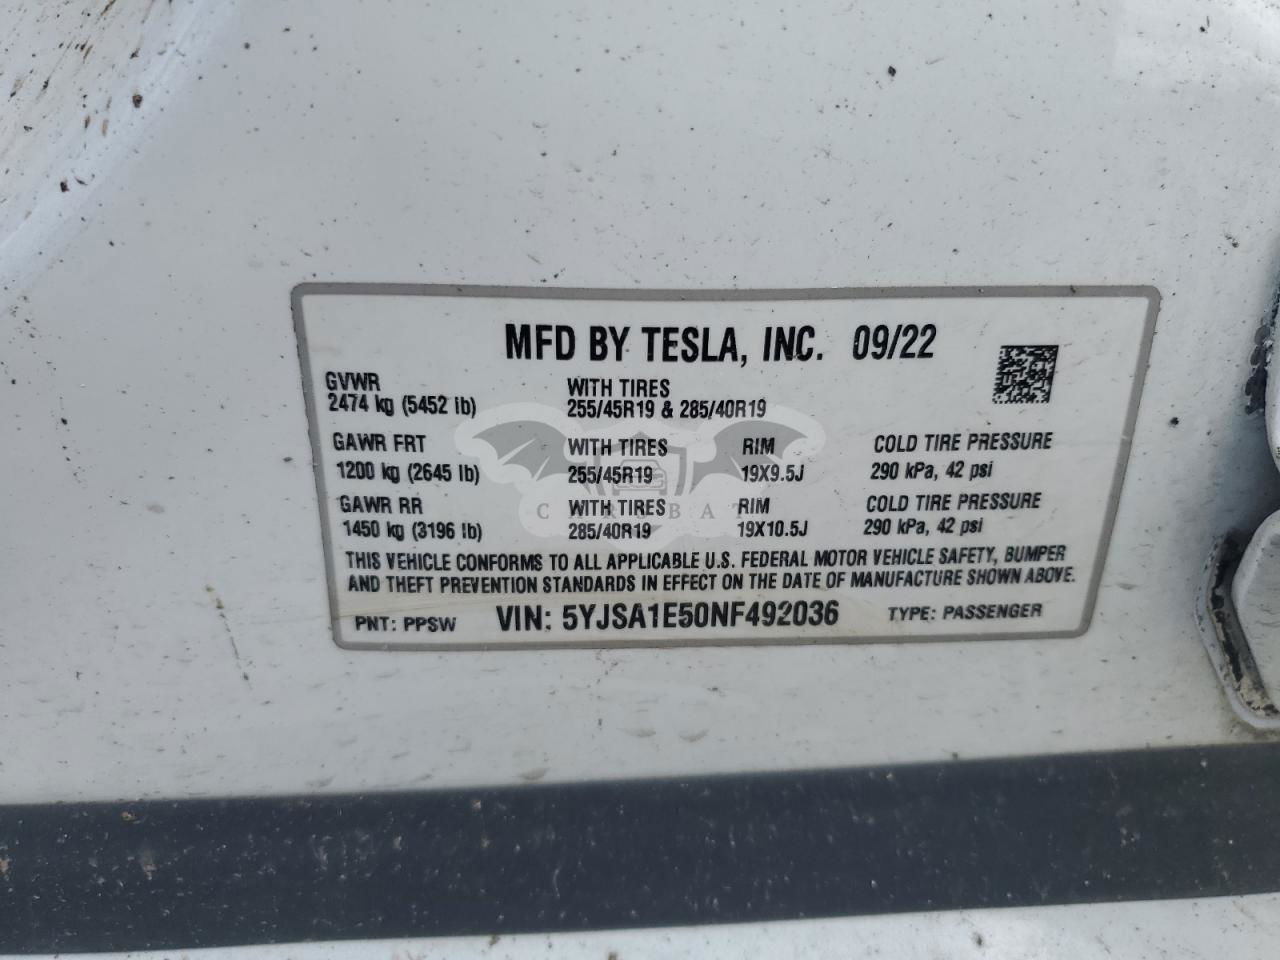 MFD BY TESLA, INC. 09/22
GVWR WITH TIRES
2474 kg (5452 lb) 255/45R19 & 285/40R19
GAWR FRT WITH TIRES RIM COLD TIRE PRESSURE
1200 kg (2645 lb) 255/45R19 19X9.5J 290 kPa, 42 psi
GAWR RR WITH TIRES RIM COLD TIRE PRESSURE
1450 kg (3196 lb) 285/40R19 19X10.5J 290 kPa, 42 psi
THIS VEHICLE CONFORMS TO ALL APPLICABLE U.S. FEDERAL MOTOR VEHICLE SAFETY, BUMPER
AND THEFT PREVENTION STANDARDS IN EFFECT ON THE DATE OF MANUFACTURE SHOWN ABOVE.
PNT: PPSW VIN: 5YJSA1E50NF492036 TYPE: PASSENGER